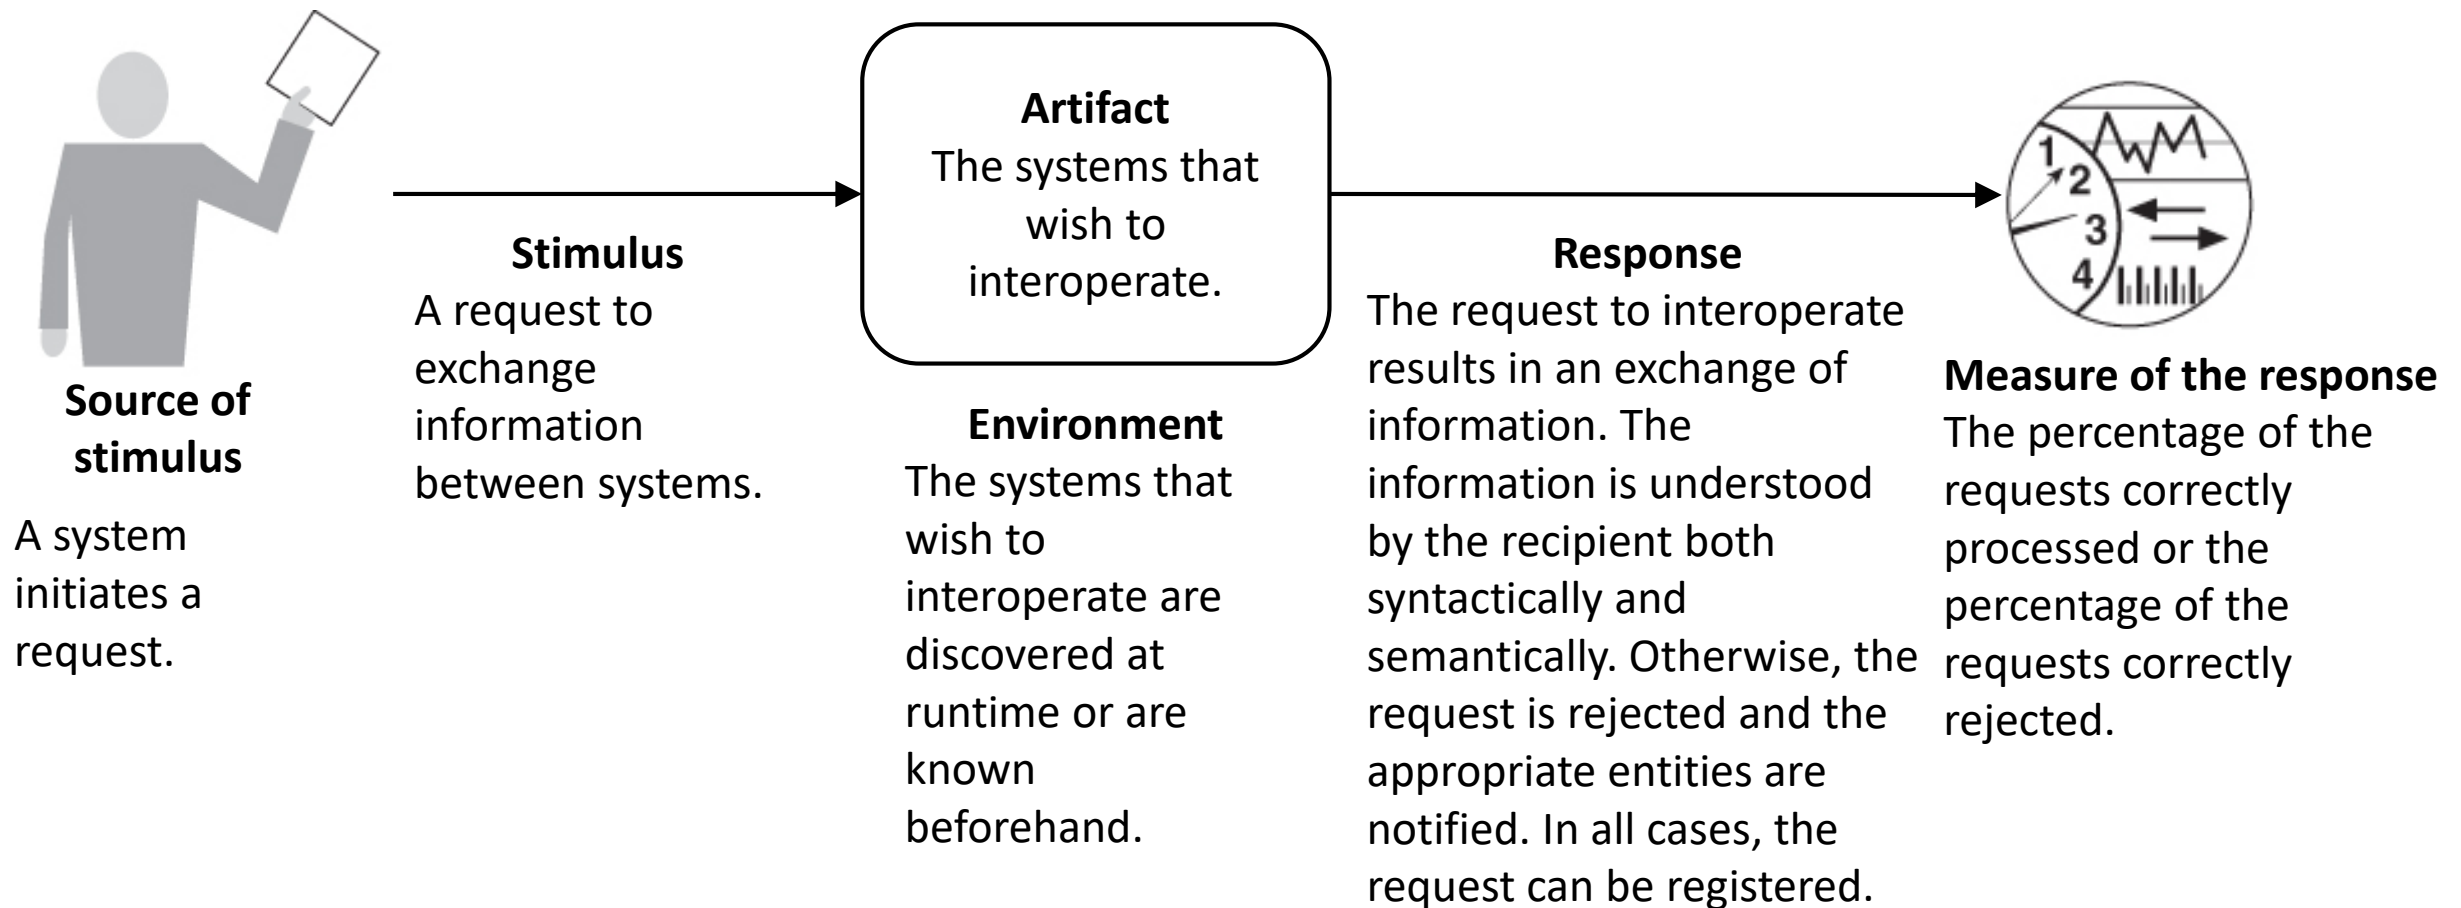 Source of
stimulus
A system
initiates a
request.
Stimulus
A request to
exchange
information
between systems.
Artifact
The systems that
wish to
interoperate.
Environment
The systems that
wish to
interoperate are
discovered at
runtime or are
known
beforehand.
Response
The request to interoperate
results in an exchange of
information. The
information is understood
by the recipient both
syntactically and
semantically. Otherwise, the
request is rejected and the
appropriate entities are
notified. In all cases, the
request can be registered.
1
2
3
4
Measure of the response
The percentage of the
requests correctly
processed or the
percentage of the
requests correctly
rejected.